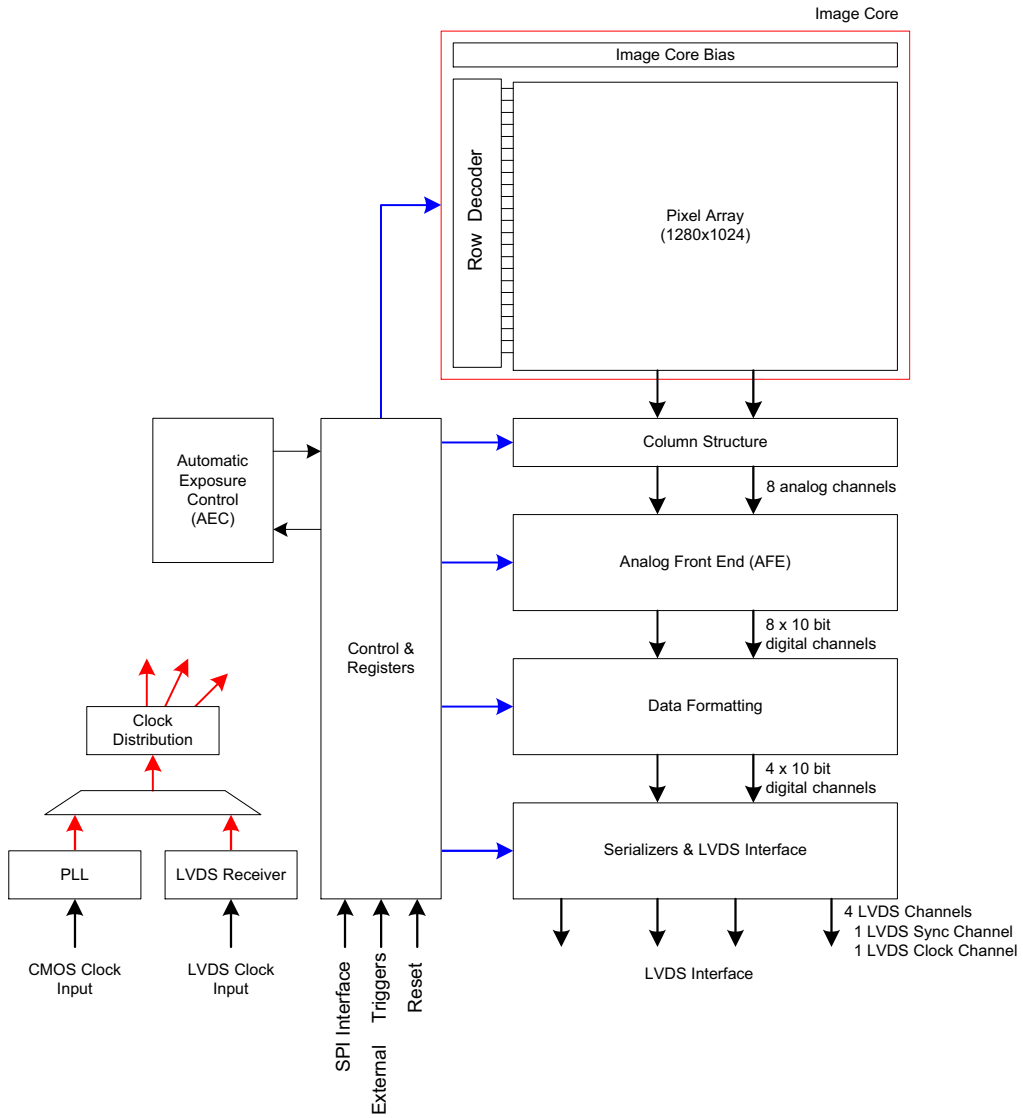 Image Core
Image Core Bias
Row Decoder
Pixel Array
(1280x1024)
Column Structure
8 analog channels
Automatic
Exposure
Control
(AEC)
Analog Front End (AFE)
8 x 10 bit
digital channels
Control &
Registers
Data Formatting
Clock
Distribution
4 x 10 bit
digital channels
PLL
LVDS Receiver
Serializers & LVDS Interface
4 LVDS Channels
1 LVDS Sync Channel
1 LVDS Clock Channel
CMOS Clock
Input
LVDS Clock
Input
SPI Interface
External Triggers
Reset
LVDS Interface